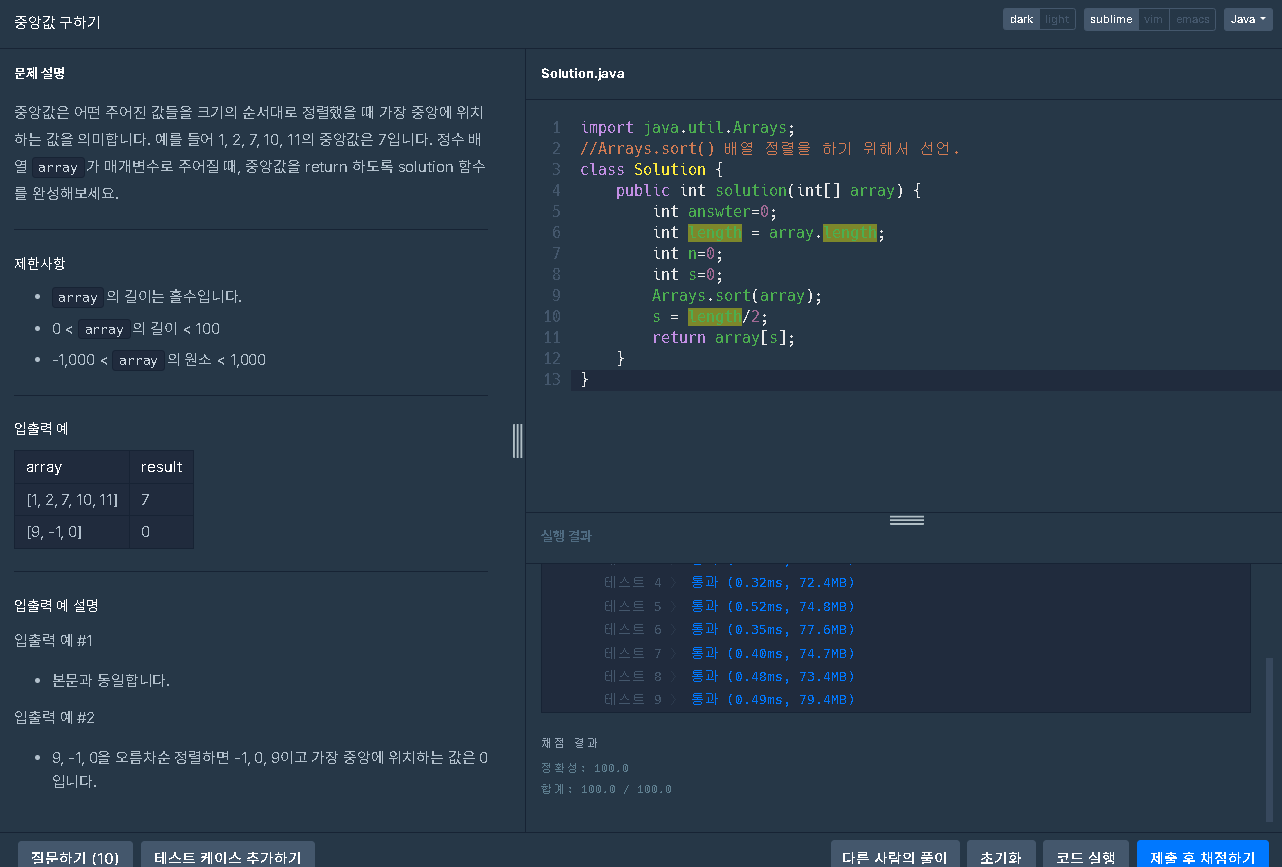 중앙값 구하기
dark light sublime vim emacs Java
문제 설명
중앙값은 어떤 주어진 값들을 크기의 순서대로 정렬했을 때 가장 중앙에 위치
하는 값을 의미합니다. 예를 들어 1, 2, 7, 10, 11의 중앙값은 7입니다. 정수 배
열 array 가 매개변수로 주어질 때, 중앙값을 return 하도록 solution 함수
를 완성해보세요.
제한사항
• array 의 길이는 홀수입니다.
• 0 < array 의 길이 < 100
• -1,000 < array 의 원소 < 1,000
입출력 예
array result
[1, 2, 7, 10, 11] 7
[9, -1, 0] 0
입출력 예 설명
입출력 예 #1
• 본문과 동일합니다.
입출력 예 #2
• 9, -1, 0을 오름차순 정렬하면 -1, 0, 9이고 가장 중앙에 위치하는 값은 0
입니다.
Solution.java
1 import java.util.Arrays;
2 //Arrays.sort() 배열 정렬을 하기 위해서 선언.
3 class Solution {
4 public int solution(int[] array) {
5 int answter=0;
6 int length = array.length;
7 int n=0;
8 int s=0;
9 Arrays.sort(array);
10 s = length/2;
11 return array[s];
12 }
13 }
실행 결과
테스트 4 > 통과 (0.32ms, 72.4MB)
테스트 5 > 통과 (0.52ms, 74.8MB)
테스트 6 > 통과 (0.35ms, 77.6MB)
테스트 7 > 통과 (0.40ms, 74.7MB)
테스트 8 > 통과 (0.48ms, 73.4MB)
테스트 9 > 통과 (0.49ms, 79.4MB)
채점 결과
정확성: 100.0
합계: 100.0 / 100.0
질문하기 (10) 테스트 케이스 추가하기 다른 사람의 풀이 초기화 코드 실행 제출 후 채점하기